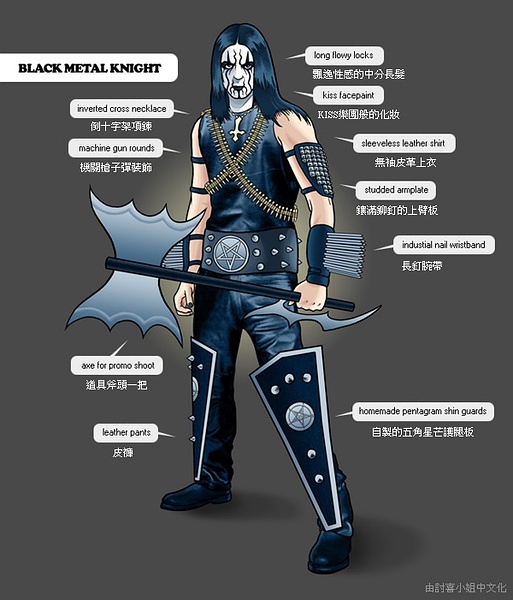 BLACK METAL KNIGHT
long flowy locks
飄逸性感的中分長髮
kiss facepaint
KISS樂團般的化妝
inverted cross necklace
倒十字架項鍊
machine gun rounds
機關槍子彈裝飾
sleeveless leather shirt
無袖皮革上衣
studded armplate
鑲滿鉚釘的上臂板
industial nail wristband
長釘腕帶
axe for promo shoot
道具斧頭一把
homemade pentagram shin guards
自製的五角星芒護腿板
leather pants
皮褲
由討喜小姐中文化